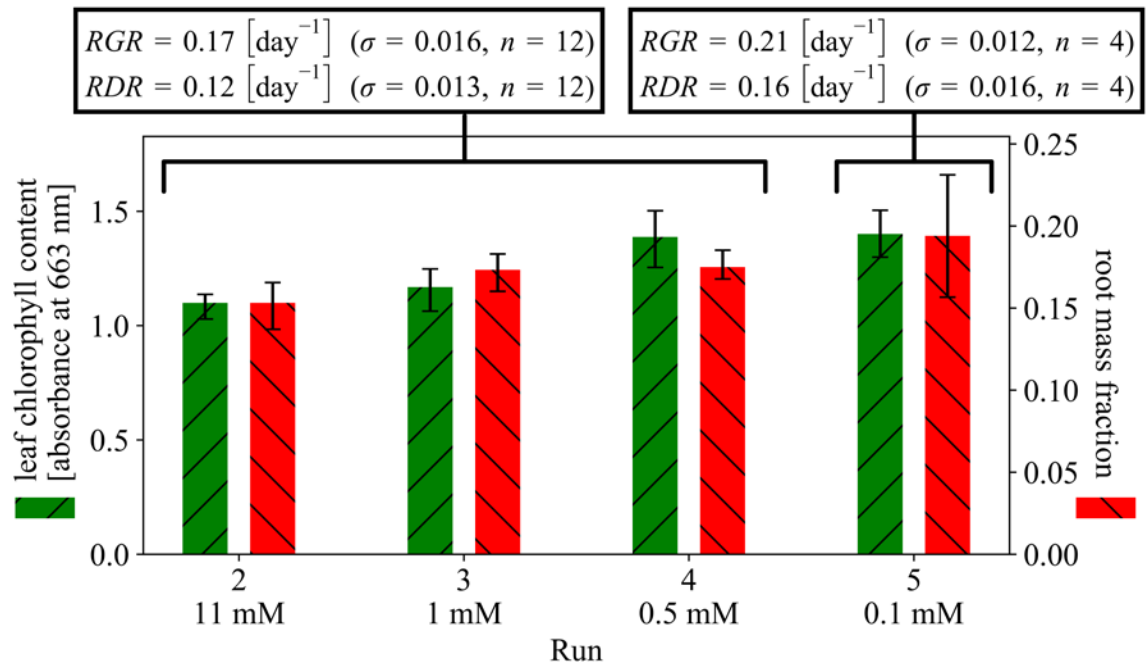 RGR = 0.17 [day⁻¹] (σ = 0.016, n = 12)
RDR = 0.12 [day⁻¹] (σ = 0.013, n = 12)
RGR = 0.21 [day⁻¹] (σ = 0.012, n = 4)
RDR = 0.16 [day⁻¹] (σ = 0.016, n = 4)
leaf chlorophyll content
[absorbance at 663 nm]
1.5
1.0
0.5
0.0
0.25
0.20
0.15
0.10
0.05
0.00
root mass fraction
2 3 4 5
11 mM 1 mM 0.5 mM 0.1 mM
Run